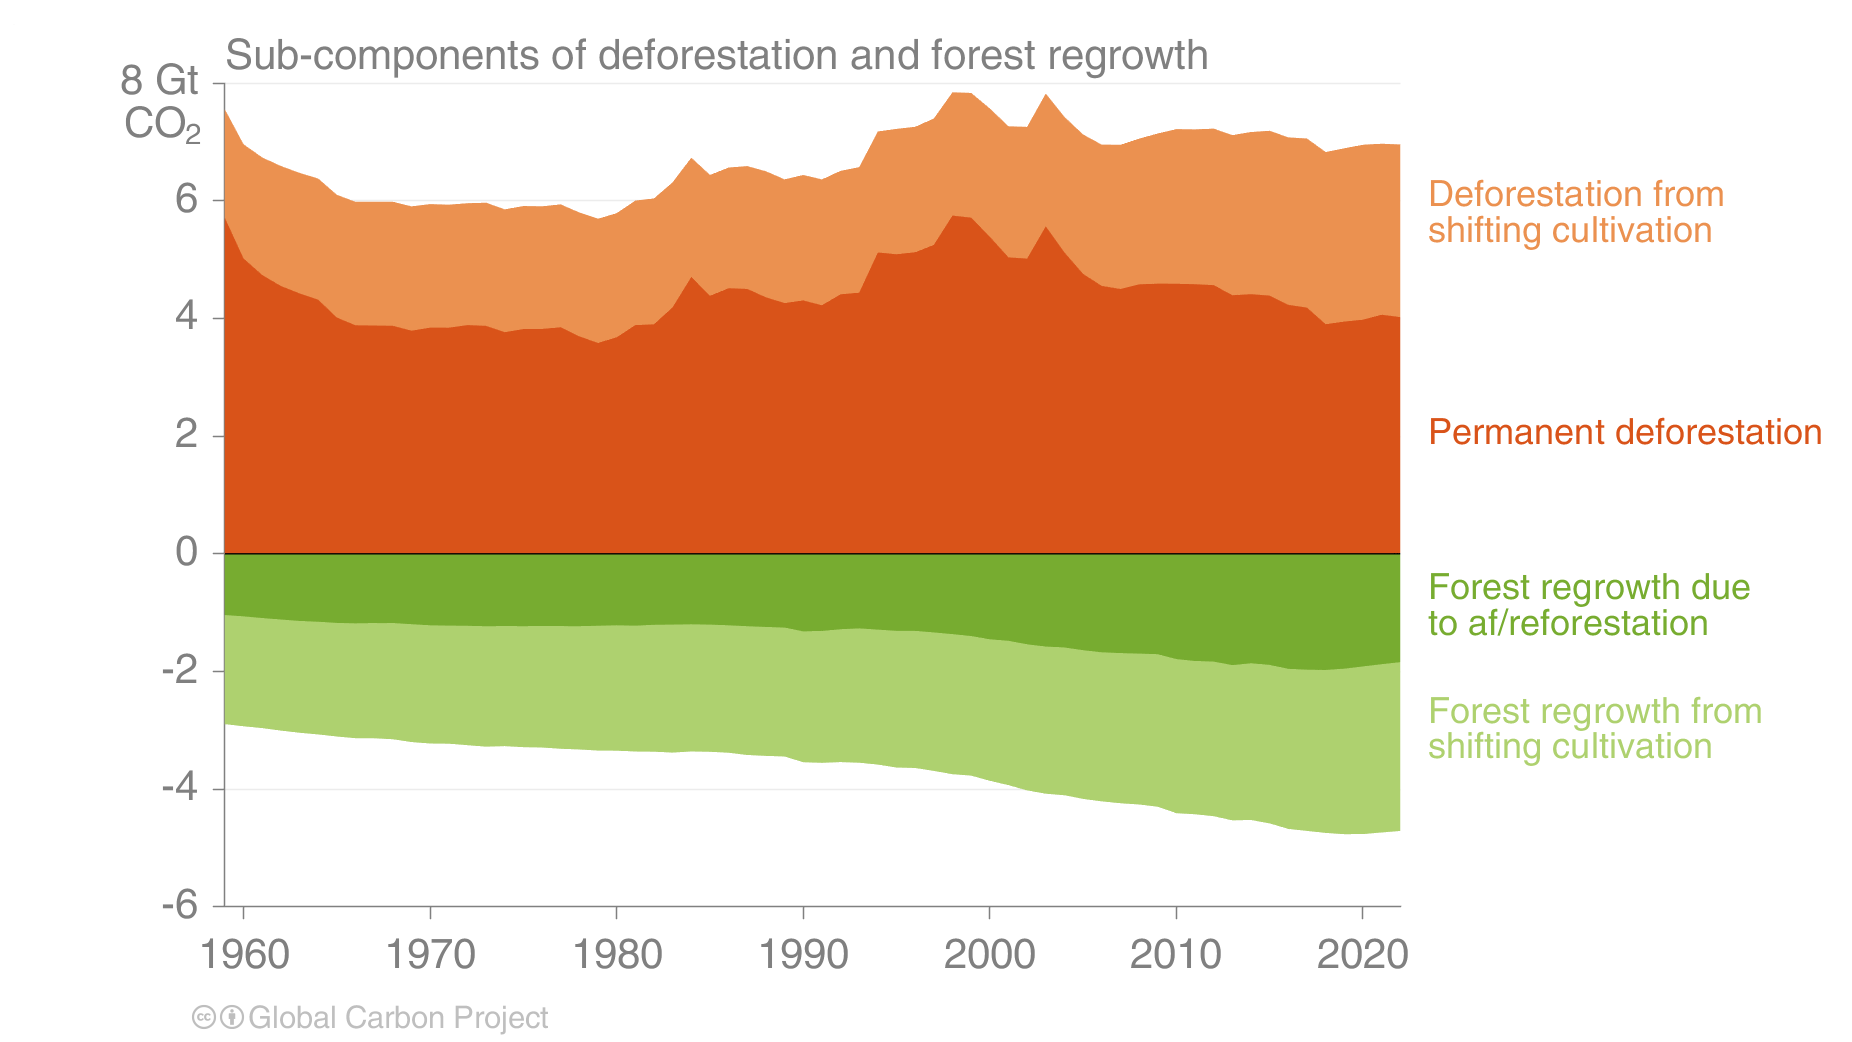 Sub-components of deforestation and forest regrowth
8 Gt
CO₂
6
4
2
0
-2
-4
-6
1960 1970 1980 1990 2000 2010 2020
Deforestation from
shifting cultivation
Permanent deforestation
Forest regrowth due
to af/reforestation
Forest regrowth from
shifting cultivation
cc Global Carbon Project